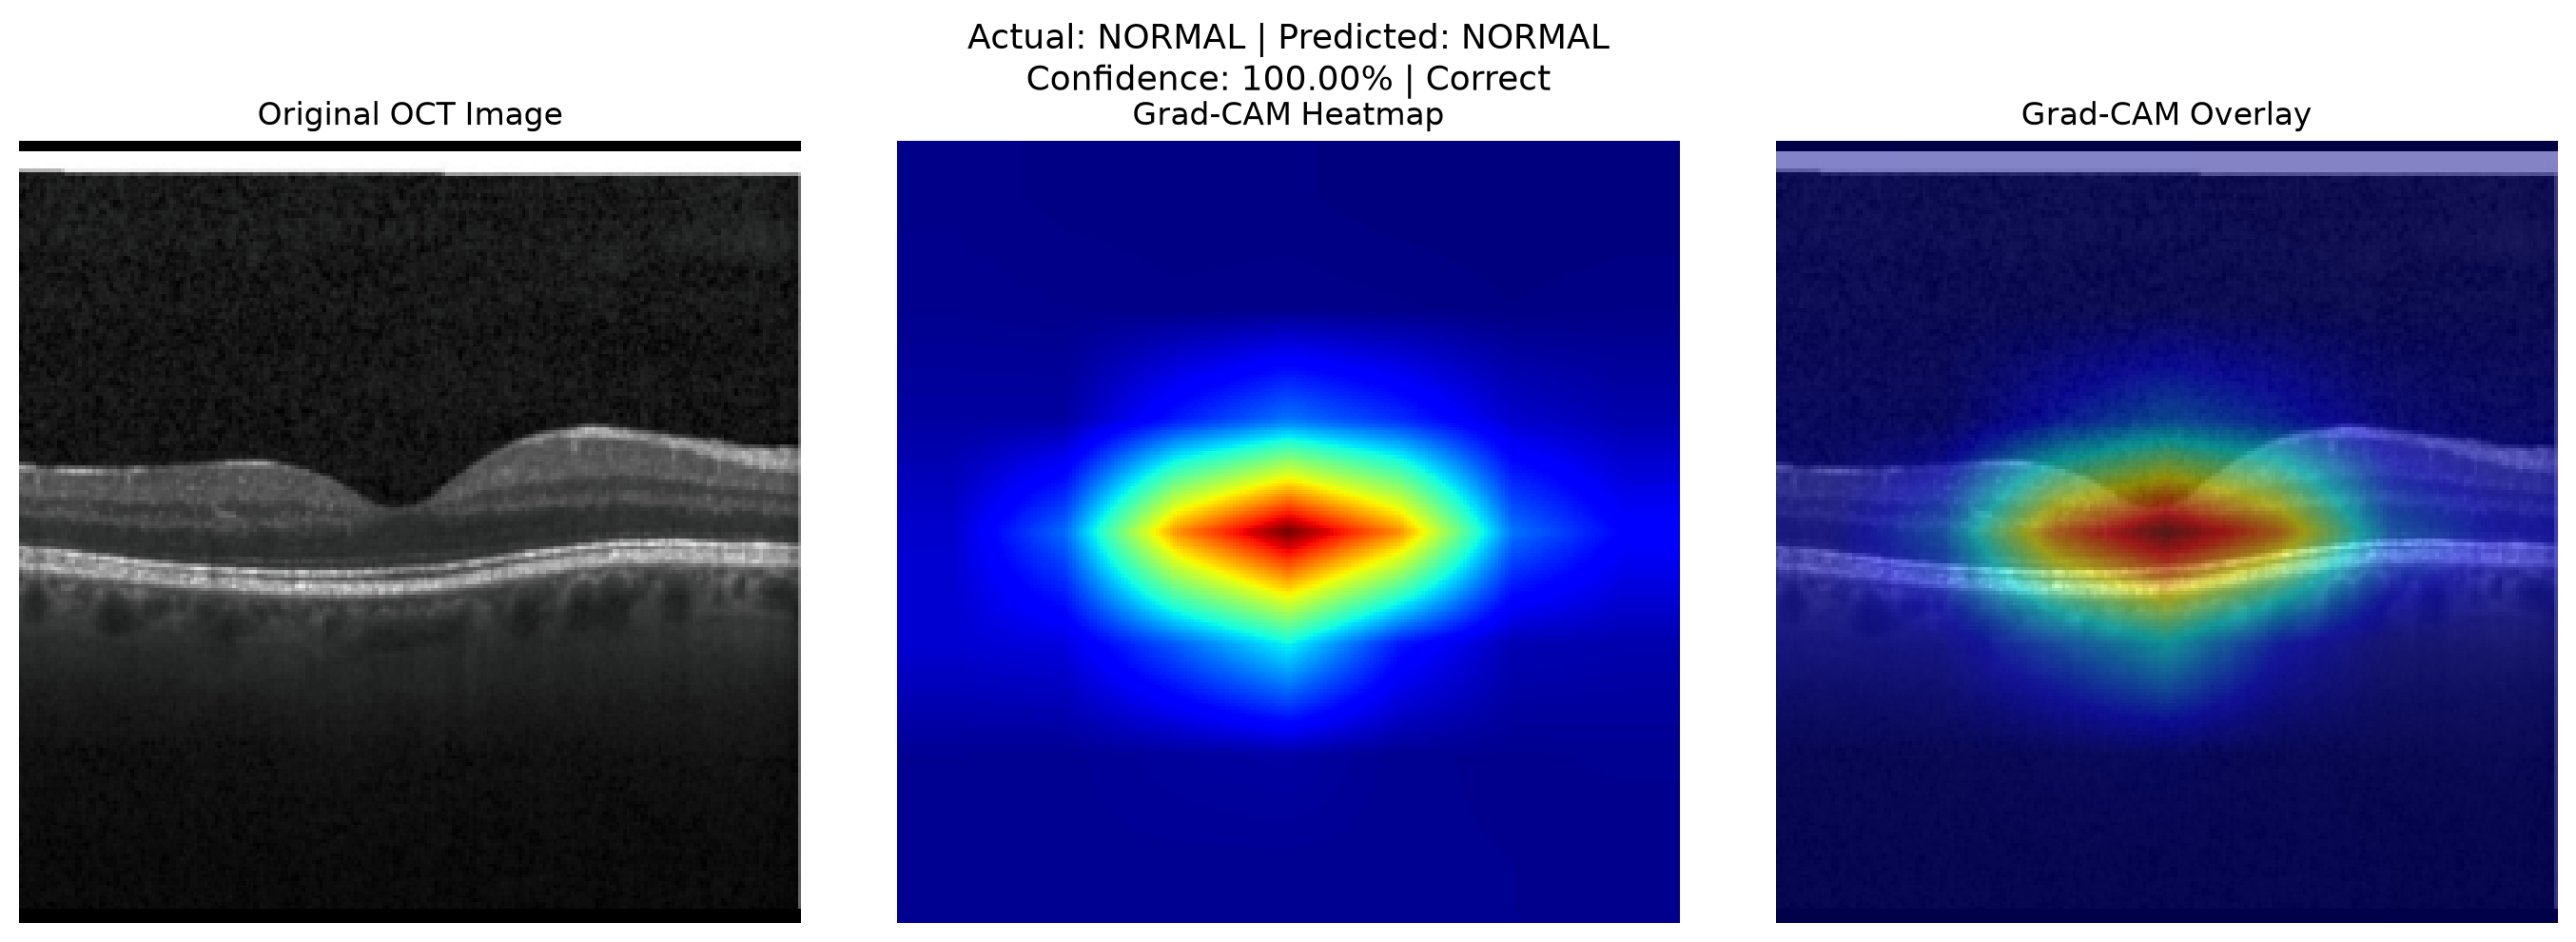 Actual: NORMAL | Predicted: NORMAL
Confidence: 100.00% | Correct
Original OCT Image
Grad-CAM Heatmap
Grad-CAM Overlay